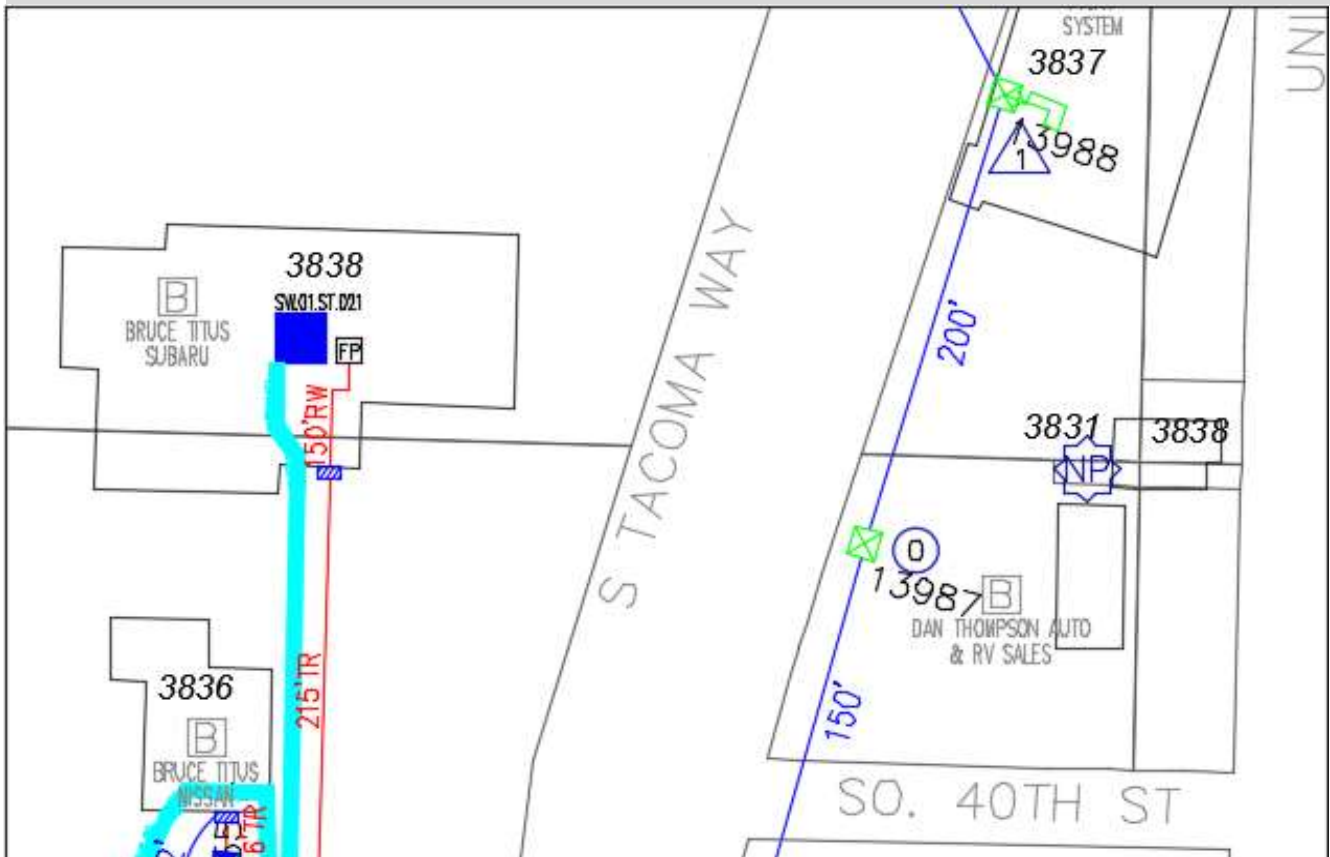 SYSTEM
UNI
3837
13988
1
3838
SWL01.ST.D21
B
BRUCE TITUS
SUBARU
FP
S TACOMA WAY
200'
150'RW
3831
3838
NP
0
13987
B
DAN THOMPSON AUTO
& RV SALES
215'TR
3836
B
BRUCE TITUS
NISSAN
150'
SO. 40TH ST
5'TR